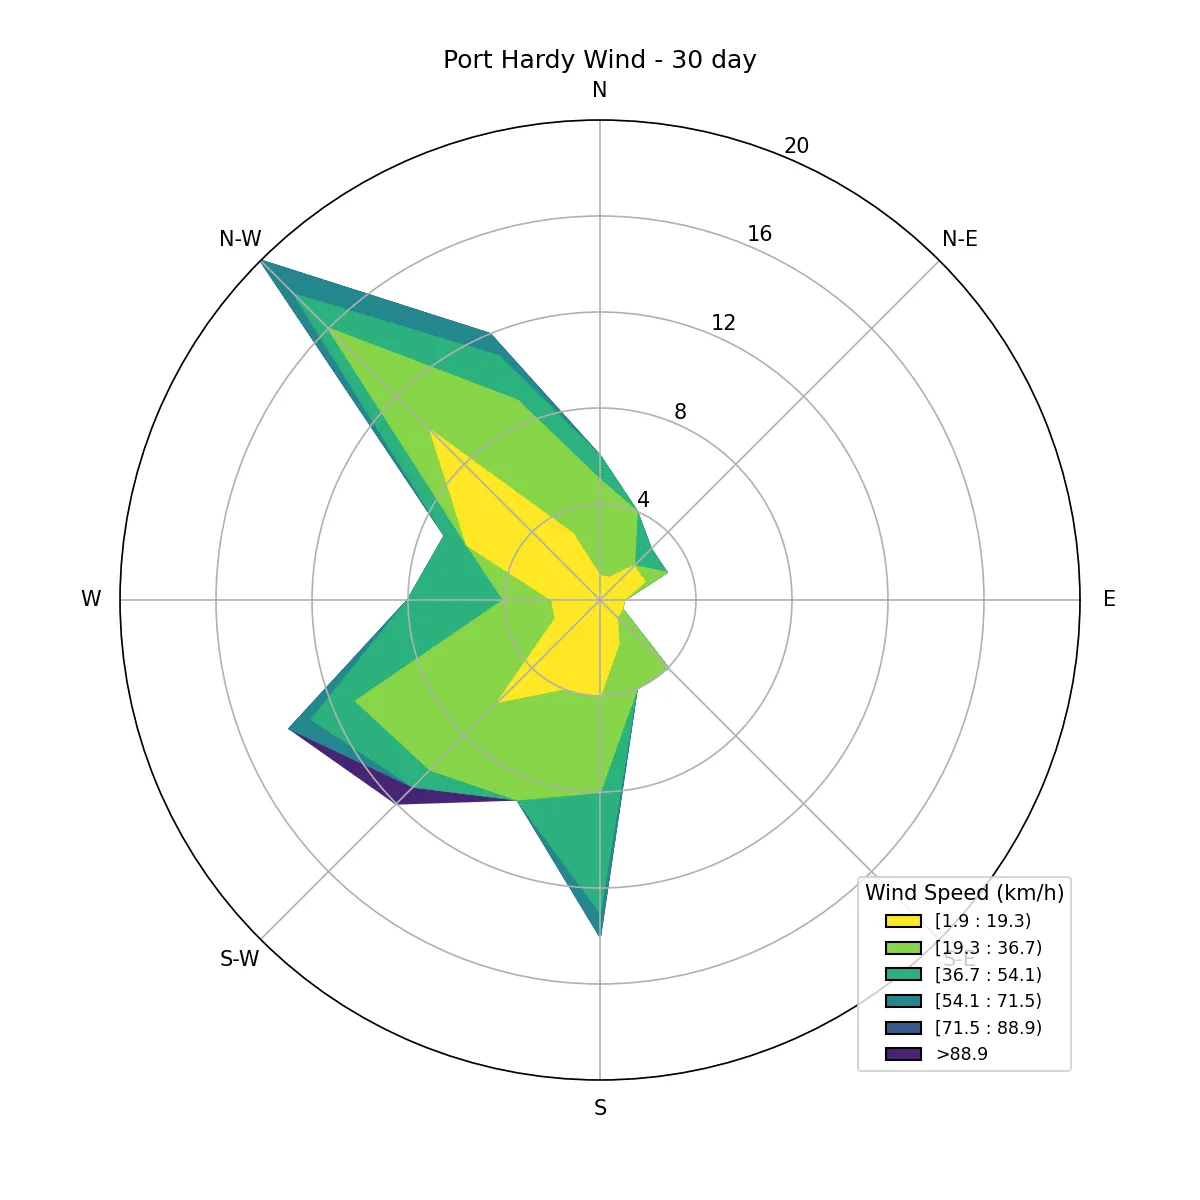 Port Hardy Wind - 30 day
N
20
N-W
N-E
16
12
8
4
W
E
S-W
S-E
S
Wind Speed (km/h)
[1.9 : 19.3)
[19.3 : 36.7)
[36.7 : 54.1)
[54.1 : 71.5)
[71.5 : 88.9)
>88.9